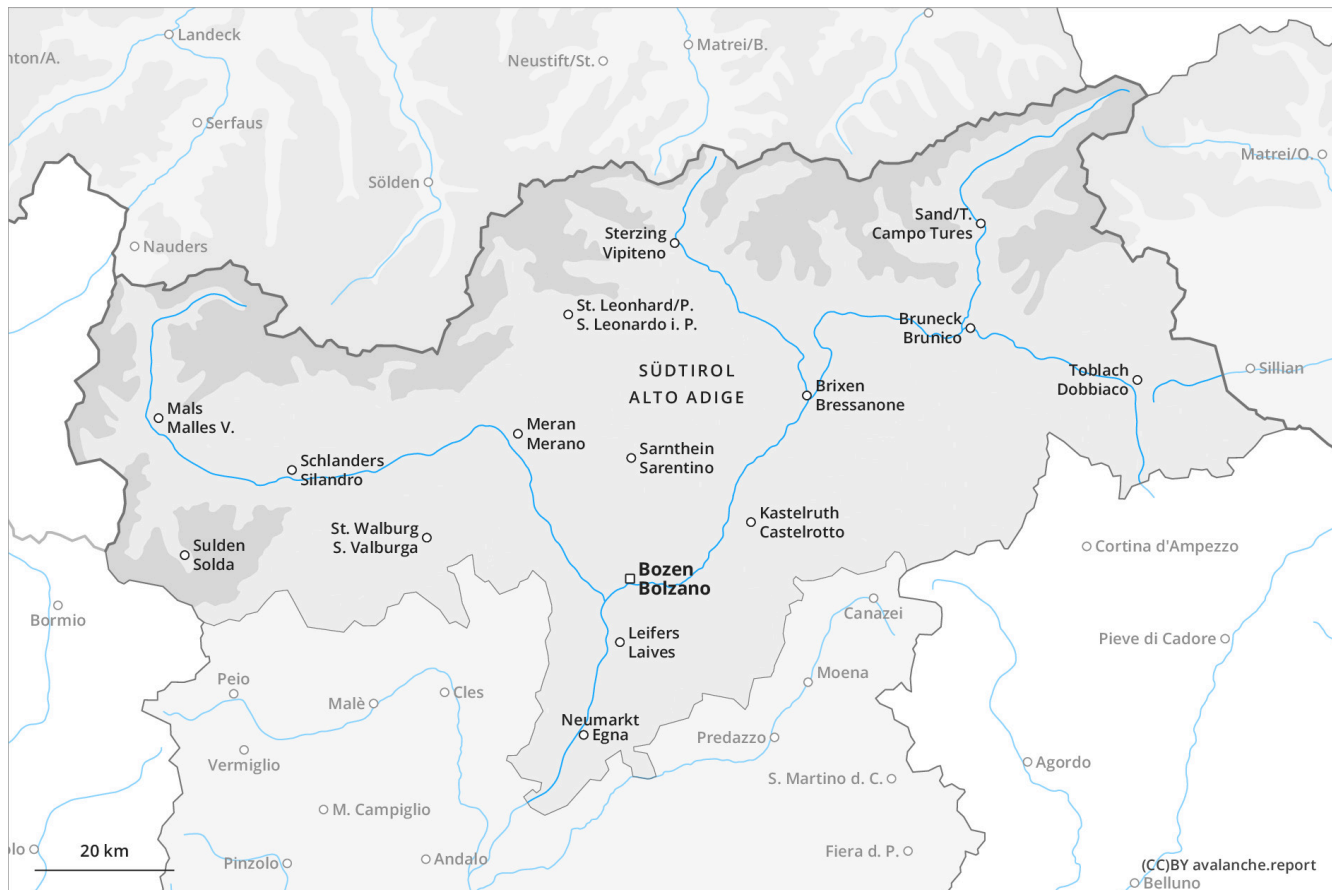 Landeck
nton/A.
Matrei/B.
Neustift/St.
Serfaus
Matrei/O.
Sölden
Nauders
Sand/T.
Campo Tures
Sterzing
Vipiteno
St. Leonhard/P.
S. Leonardo i. P.
Bruneck
Brunico
SÜDTIROL
ALTO ADIGE
Toblach
Dobbiaco
Sillian
Brixen
Bressanone
Mals
Malles V.
Meran
Merano
Schlanders
Silandro
Sarnthein
Sarentino
Kastelruth
Castelrotto
St. Walburg
S. Valburga
Sulden
Solda
Cortina d'Ampezzo
Bozen
Bolzano
Bormio
Canazei
Leifers
Laives
Pieve di Cadore
Moena
Peio
Malè
Cles
Neumarkt
Egna
Predazzo
Vermiglio
Agordo
S. Martino d. C.
M. Campiglio
olo
20 km
Pinzolo
Andalo
Fiera d. P.
(CC)BY avalanche.report
Belluno